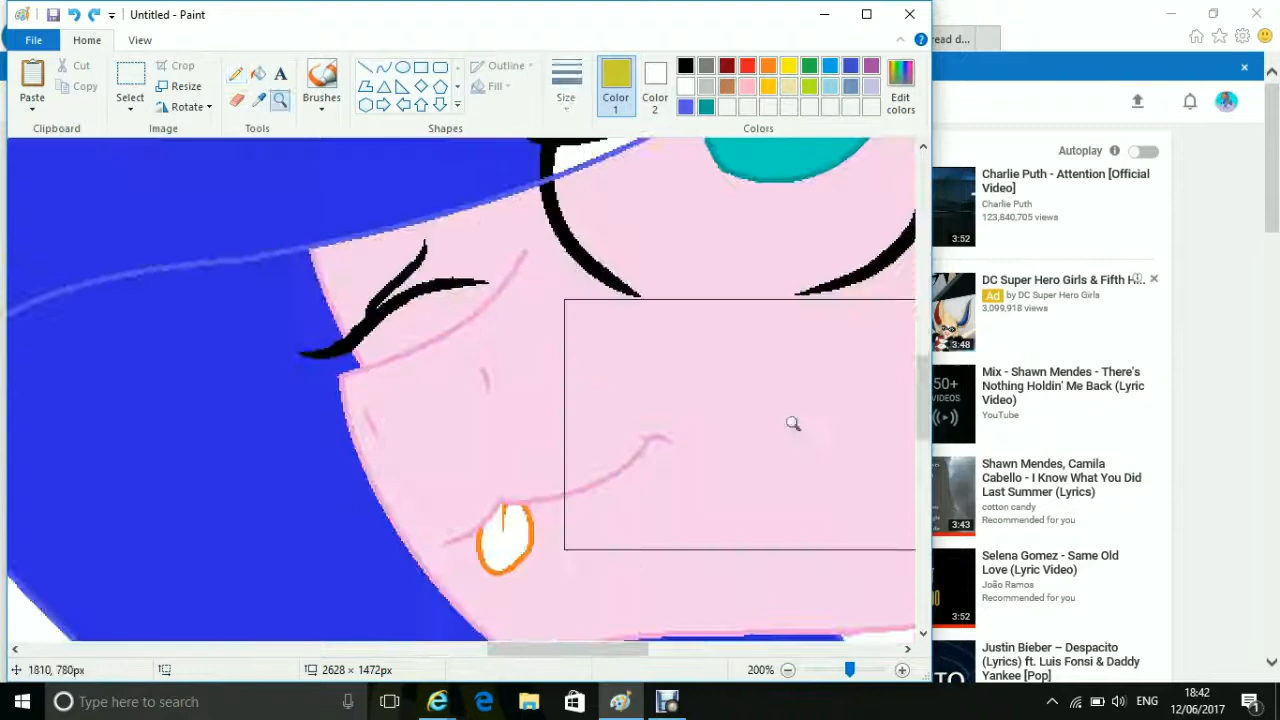 Untitled - Paint
File
Home
View
Paste
Cut
Copy
Clipboard
Select
Crop
Resize
Rotate
Image
A
Tools
Brushes
Outline
Fill
Shapes
Size
Color 1
Color 2
Edit colors
Colors
1810, 780px
2628 × 1472px
200%
read d...
Autoplay
Charlie Puth - Attention [Official Video]
Charlie Puth
123,840,705 views
3:52
DC Super Hero Girls & Fifth H...
Ad by DC Super Hero Girls
3,099,918 views
3:48
50+
VIDEOS
Mix - Shawn Mendes - There's Nothing Holdin' Me Back (Lyric Video)
YouTube
Shawn Mendes, Camila Cabello - I Know What You Did Last Summer (Lyrics)
cotton candy
Recommended for you
3:43
Selena Gomez - Same Old Love (Lyric Video)
João Ramos
Recommended for you
3:52
Justin Bieber – Despacito (Lyrics) ft. Luis Fonsi & Daddy Yankee [Pop]
Type here to search
ENG
18:42
12/06/2017
1